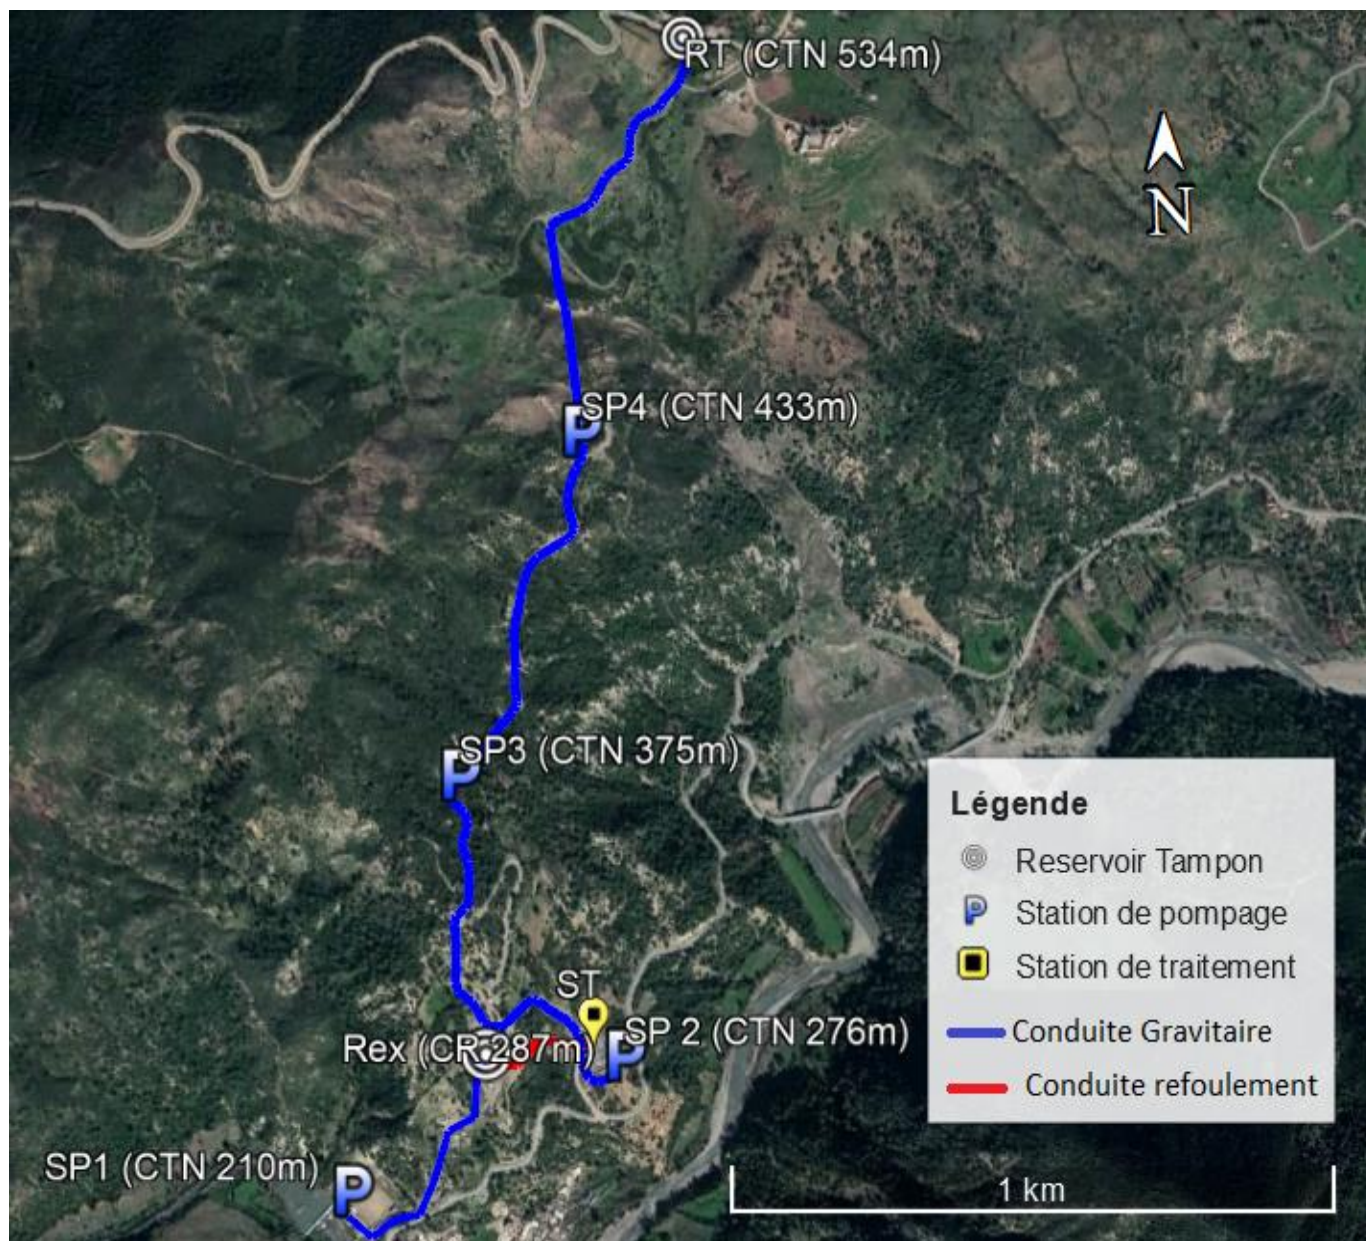 RT (CTN 534m)
N
SP4 (CTN 433m)
SP3 (CTN 375m)
Légende
Reservoir Tampon
Station de pompage
Station de traitement
Conduite Gravitaire
Conduite refoulement
ST
SP 2 (CTN 276m)
Rex (CR 287m)
SP1 (CTN 210m)
1 km